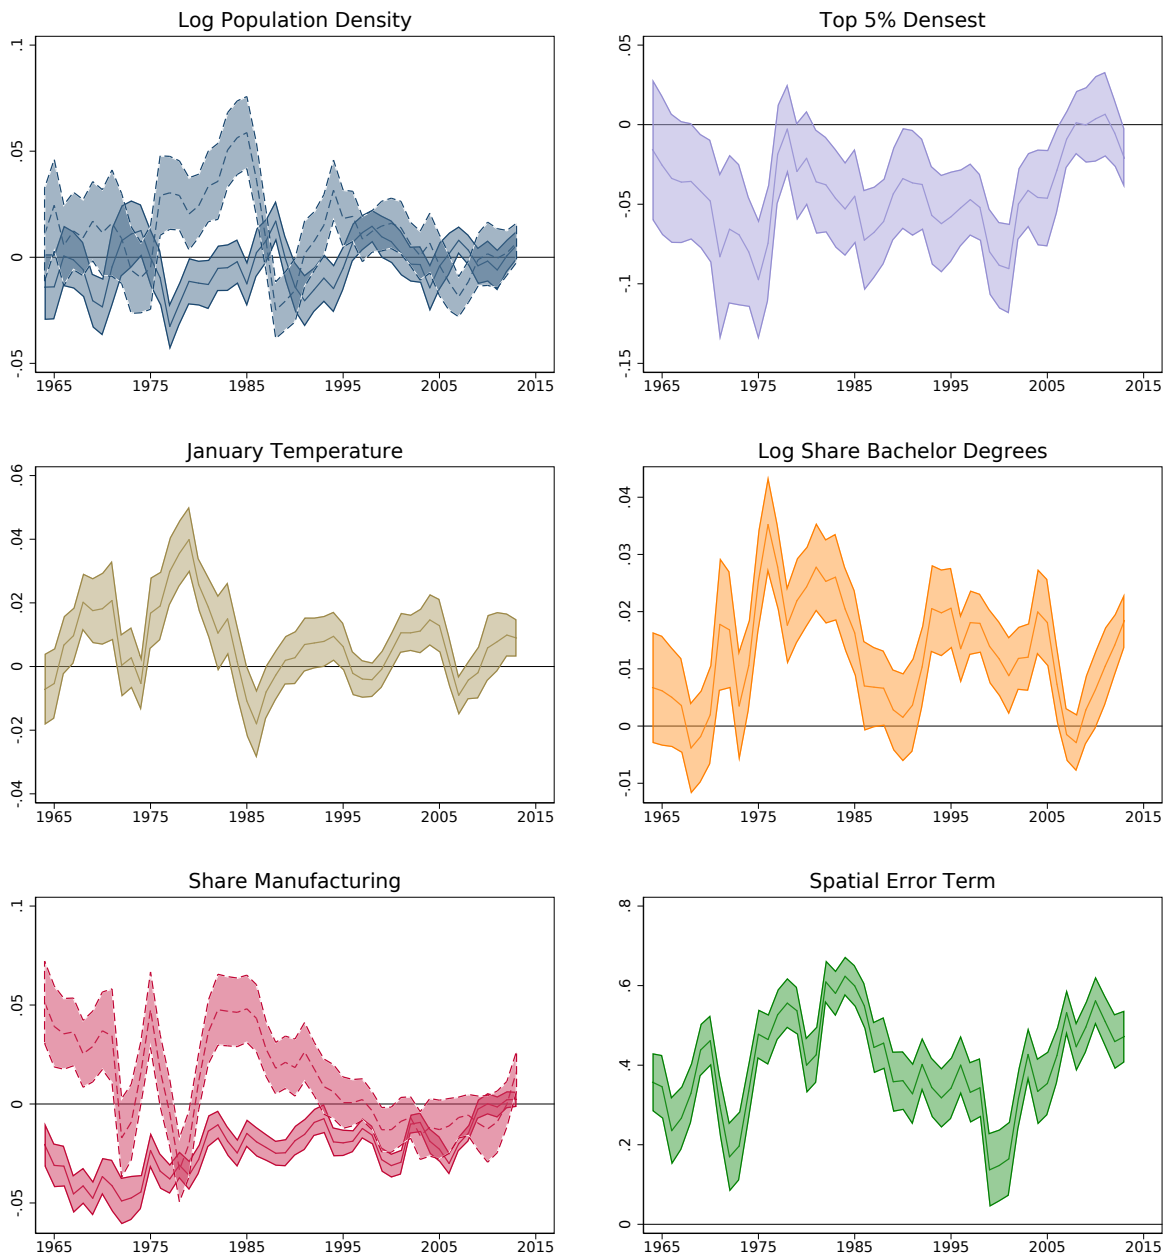 Log Population Density
.1
.05
0
-.05
1965 1975 1985 1995 2005 2015
Top 5% Densest
.05
0
-.05
-.1
-.15
1965 1975 1985 1995 2005 2015
January Temperature
.06
.04
.02
0
-.02
-.04
1965 1975 1985 1995 2005 2015
Log Share Bachelor Degrees
.04
.03
.02
.01
0
-.01
1965 1975 1985 1995 2005 2015
Share Manufacturing
.1
.05
0
-.05
1965 1975 1985 1995 2005 2015
Spatial Error Term
.8
.6
.4
.2
0
1965 1975 1985 1995 2005 2015